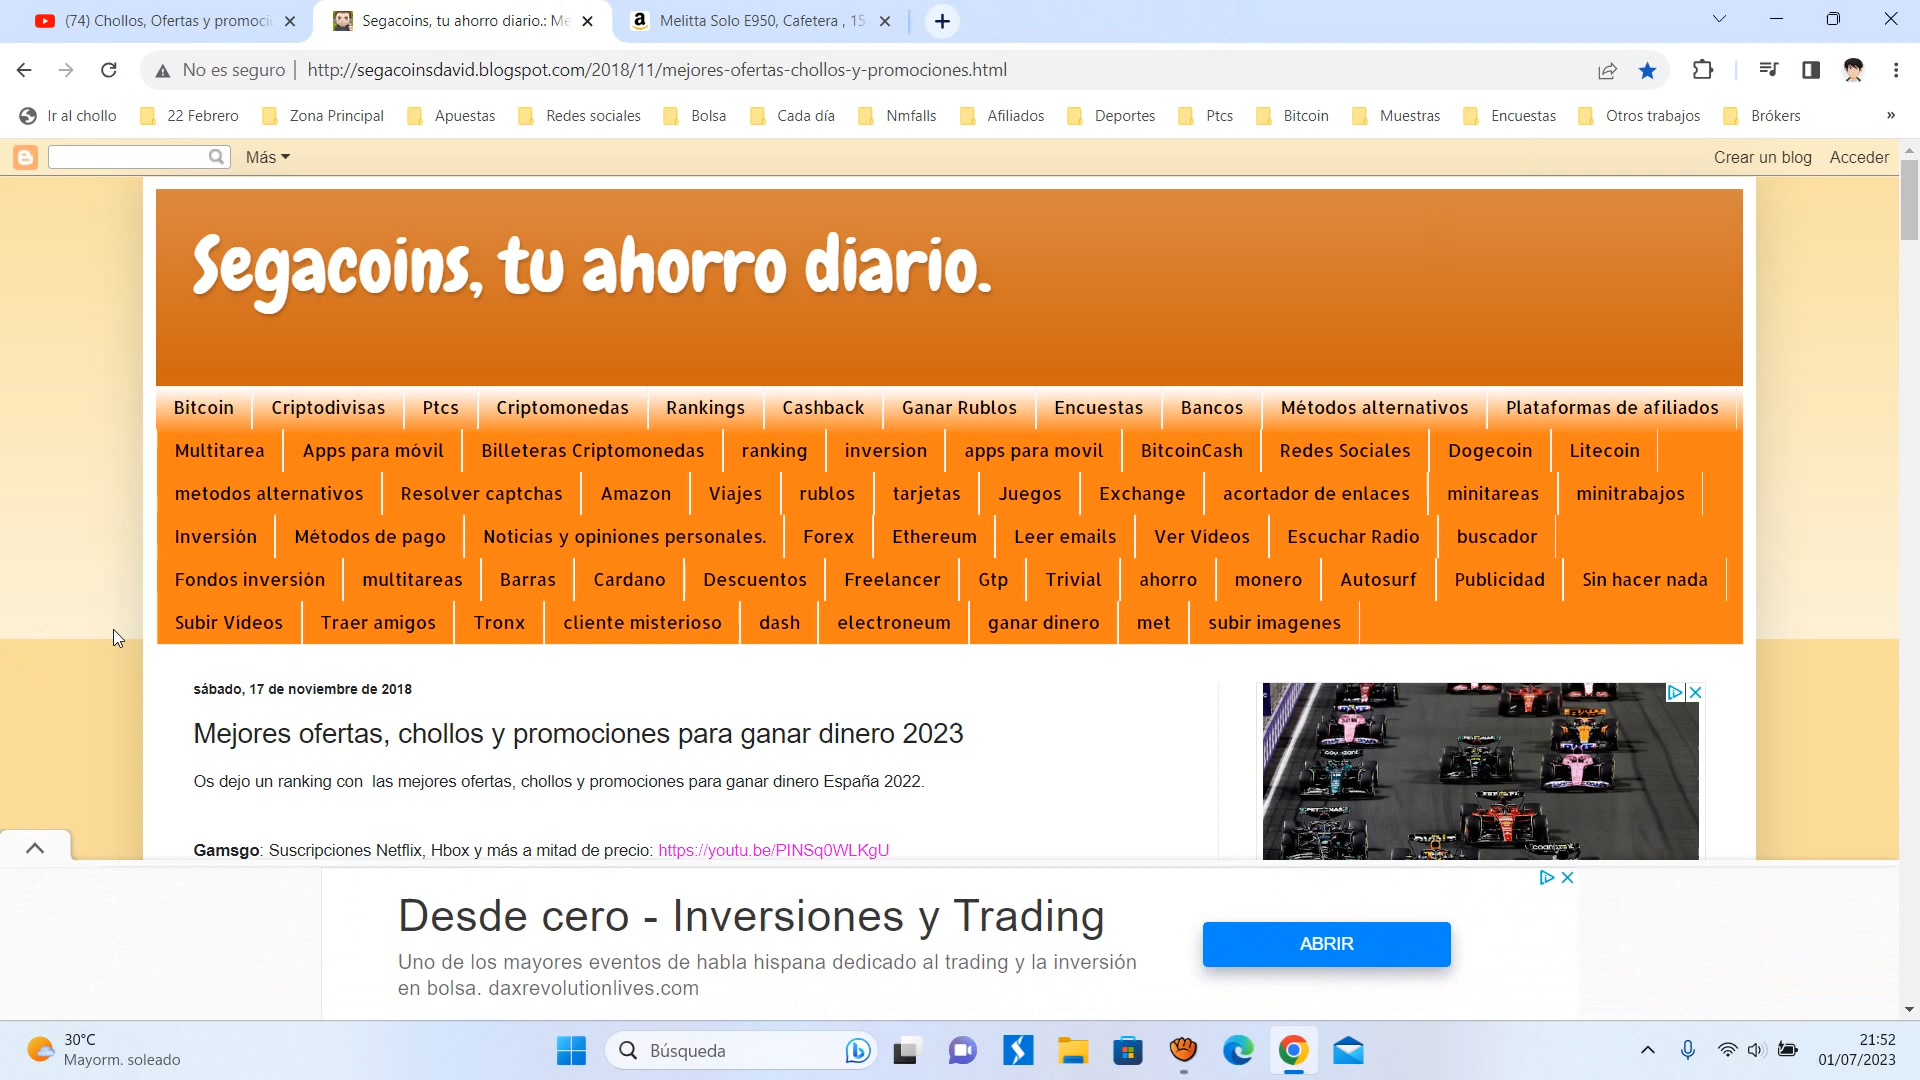 (74) Chollos, Ofertas y promoci
Segacoins, tu ahorro diario.: Me
Melitta Solo E950, Cafetera , 15
No es seguro
http://segacoinsdavid.blogspot.com/2018/11/mejores-ofertas-chollos-y-promociones.html
Ir al chollo 22 Febrero Zona Principal Apuestas Redes sociales Bolsa Cada día Nmfalls Afiliados Deportes Ptcs Bitcoin Muestras Encuestas Otros trabajos Brókers »
Más Crear un blog Acceder
Segacoins, tu ahorro diario.
Bitcoin Criptodivisas Ptcs Criptomonedas Rankings Cashback Ganar Rublos Encuestas Bancos Métodos alternativos Plataformas de afiliados
Multitarea Apps para móvil Billeteras Criptomonedas ranking inversion apps para movil BitcoinCash Redes Sociales Dogecoin Litecoin
metodos alternativos Resolver captchas Amazon Viajes rublos tarjetas Juegos Exchange acortador de enlaces minitareas minitrabajos
Inversión Métodos de pago Noticias y opiniones personales. Forex Ethereum Leer emails Ver Vídeos Escuchar Radio buscador
Fondos inversión multitareas Barras Cardano Descuentos Freelancer Gtp Trivial ahorro monero Autosurf Publicidad Sin hacer nada
Subir Vídeos Traer amigos Tronx cliente misterioso dash electroneum ganar dinero met subir imagenes
sábado, 17 de noviembre de 2018
Mejores ofertas, chollos y promociones para ganar dinero 2023
Os dejo un ranking con las mejores ofertas, chollos y promociones para ganar dinero España 2022.
Gamsgo: Suscripciones Netflix, Hbox y más a mitad de precio: https://youtu.be/PINSq0WLKgU
Desde cero - Inversiones y Trading
Uno de los mayores eventos de habla hispana dedicado al trading y la inversión
en bolsa. daxrevolutionlives.com
ABRIR
30°C
Mayorm. soleado
Búsqueda
21:52
01/07/2023